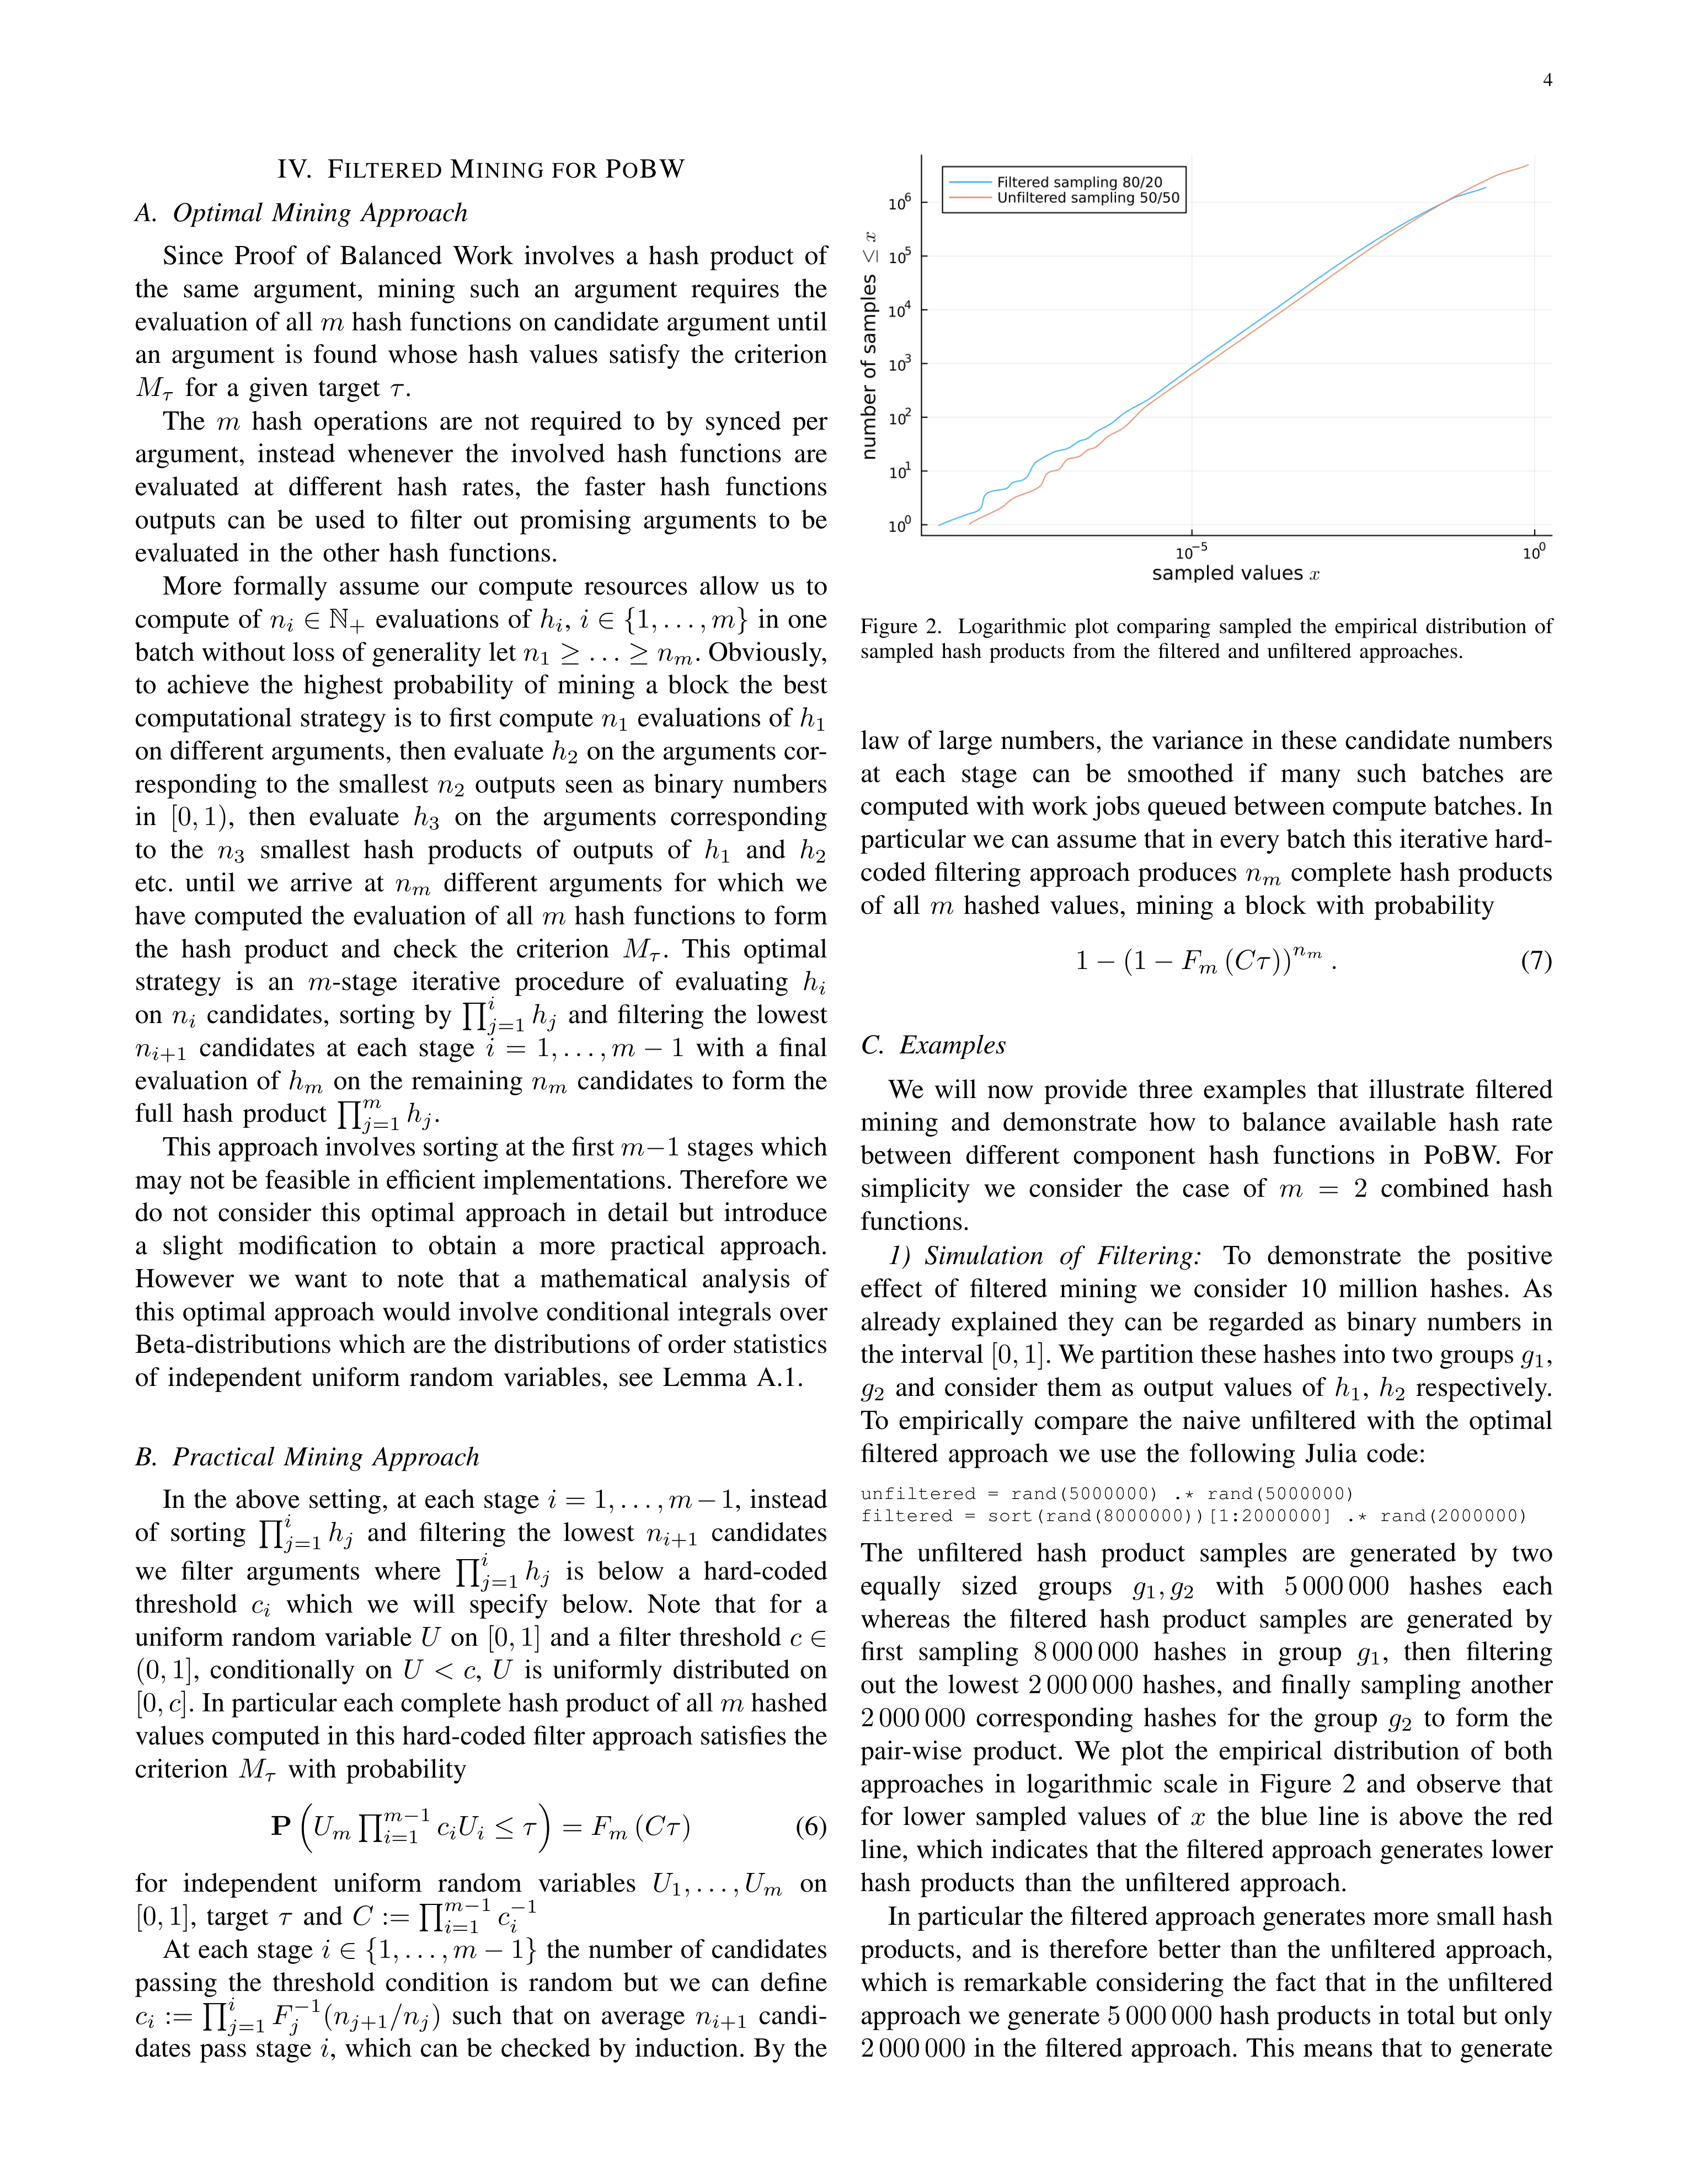 4
IV. FILTERED MINING FOR POBW
A. Optimal Mining Approach
Since Proof of Balanced Work involves a hash product of
the same argument, mining such an argument requires the
evaluation of all m hash functions on candidate argument until
an argument is found whose hash values satisfy the criterion
M_τ for a given target τ.
The m hash operations are not required to by synced per
argument, instead whenever the involved hash functions are
evaluated at different hash rates, the faster hash functions
outputs can be used to filter out promising arguments to be
evaluated in the other hash functions.
More formally assume our compute resources allow us to
compute of n_i ∈ ℕ_+ evaluations of h_i, i ∈ {1, . . . , m} in one
batch without loss of generality let n_1 ≥ . . . ≥ n_m. Obviously,
to achieve the highest probability of mining a block the best
computational strategy is to first compute n_1 evaluations of h_1
on different arguments, then evaluate h_2 on the arguments cor-
responding to the smallest n_2 outputs seen as binary numbers
in [0, 1), then evaluate h_3 on the arguments corresponding
to the n_3 smallest hash products of outputs of h_1 and h_2
etc. until we arrive at n_m different arguments for which we
have computed the evaluation of all m hash functions to form
the hash product and check the criterion M_τ. This optimal
strategy is an m-stage iterative procedure of evaluating h_i
on n_i candidates, sorting by ∏_{j=1}^{i} h_j and filtering the lowest
n_{i+1} candidates at each stage i = 1, . . . , m − 1 with a final
evaluation of h_m on the remaining n_m candidates to form the
full hash product ∏_{j=1}^{m} h_j.
This approach involves sorting at the first m−1 stages which
may not be feasible in efficient implementations. Therefore we
do not consider this optimal approach in detail but introduce
a slight modification to obtain a more practical approach.
However we want to note that a mathematical analysis of
this optimal approach would involve conditional integrals over
Beta-distributions which are the distributions of order statistics
of independent uniform random variables, see Lemma A.1.
B. Practical Mining Approach
In the above setting, at each stage i = 1, . . . , m−1, instead
of sorting ∏_{j=1}^{i} h_j and filtering the lowest n_{i+1} candidates
we filter arguments where ∏_{j=1}^{i} h_j is below a hard-coded
threshold c_i which we will specify below. Note that for a
uniform random variable U on [0, 1] and a filter threshold c ∈
(0, 1], conditionally on U < c, U is uniformly distributed on
[0, c]. In particular each complete hash product of all m hashed
values computed in this hard-coded filter approach satisfies the
criterion M_τ with probability
P (U_m ∏_{i=1}^{m−1} c_i U_i ≤ τ) = F_m (Cτ) (6)
for independent uniform random variables U_1, . . . , U_m on
[0, 1], target τ and C := ∏_{i=1}^{m−1} c_i^{−1}
At each stage i ∈ {1, . . . , m − 1} the number of candidates
passing the threshold condition is random but we can define
c_i := ∏_{j=1}^{i} F_j^{−1}(n_{j+1}/n_j) such that on average n_{i+1} candi-
dates pass stage i, which can be checked by induction. By the
Filtered sampling 80/20
Unfiltered sampling 50/50
number of samples ≤ x
10^6
10^5
10^4
10^3
10^2
10^1
10^0
10^−5 10^0
sampled values x
Figure 2. Logarithmic plot comparing sampled the empirical distribution of
sampled hash products from the filtered and unfiltered approaches.
law of large numbers, the variance in these candidate numbers
at each stage can be smoothed if many such batches are
computed with work jobs queued between compute batches. In
particular we can assume that in every batch this iterative hard-
coded filtering approach produces n_m complete hash products
of all m hashed values, mining a block with probability
1 − (1 − F_m (Cτ))^{n_m} . (7)
C. Examples
We will now provide three examples that illustrate filtered
mining and demonstrate how to balance available hash rate
between different component hash functions in PoBW. For
simplicity we consider the case of m = 2 combined hash
functions.
1) Simulation of Filtering: To demonstrate the positive
effect of filtered mining we consider 10 million hashes. As
already explained they can be regarded as binary numbers in
the interval [0, 1]. We partition these hashes into two groups g_1,
g_2 and consider them as output values of h_1, h_2 respectively.
To empirically compare the naive unfiltered with the optimal
filtered approach we use the following Julia code:
unfiltered = rand(5000000) .* rand(5000000)
filtered = sort(rand(8000000))[1:2000000] .* rand(2000000)
The unfiltered hash product samples are generated by two
equally sized groups g_1, g_2 with 5 000 000 hashes each
whereas the filtered hash product samples are generated by
first sampling 8 000 000 hashes in group g_1, then filtering
out the lowest 2 000 000 hashes, and finally sampling another
2 000 000 corresponding hashes for the group g_2 to form the
pair-wise product. We plot the empirical distribution of both
approaches in logarithmic scale in Figure 2 and observe that
for lower sampled values of x the blue line is above the red
line, which indicates that the filtered approach generates lower
hash products than the unfiltered approach.
In particular the filtered approach generates more small hash
products, and is therefore better than the unfiltered approach,
which is remarkable considering the fact that in the unfiltered
approach we generate 5 000 000 hash products in total but only
2 000 000 in the filtered approach. This means that to generate